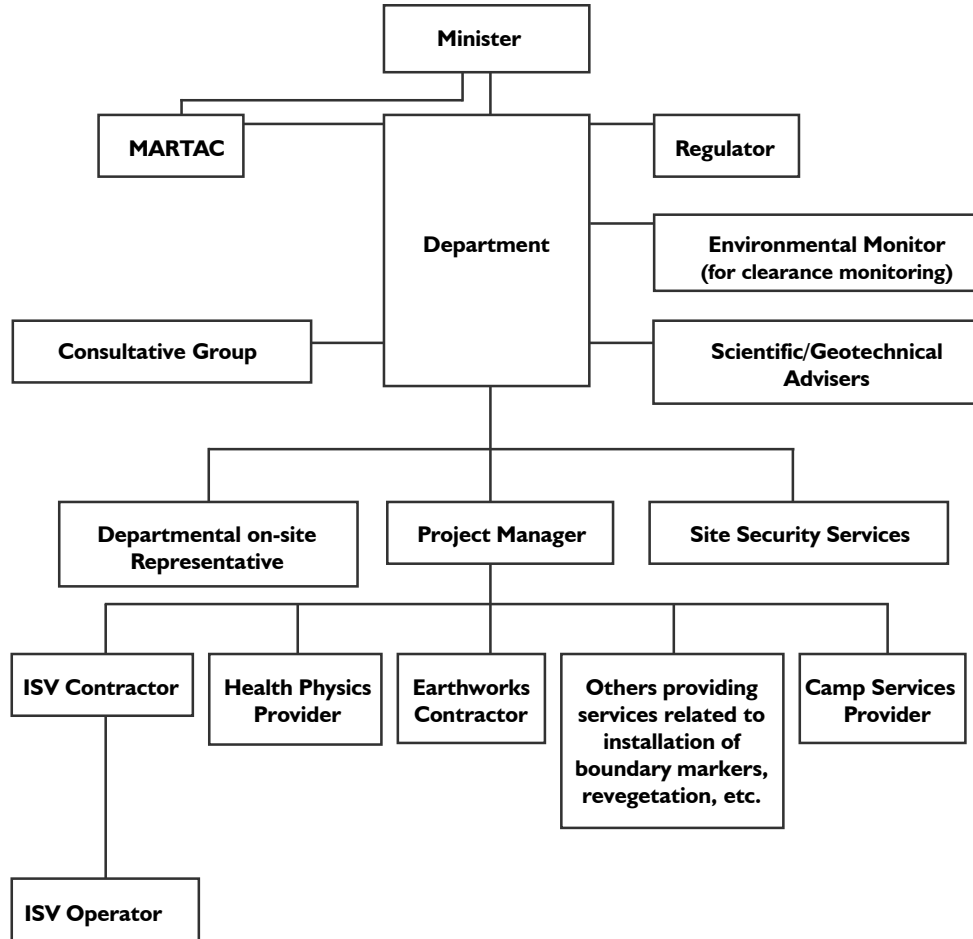 Minister
MARTAC
Regulator
Department
Environmental Monitor
(for clearance monitoring)
Consultative Group
Scientific/Geotechnical
Advisers
Departmental on-site
Representative
Project Manager
Site Security Services
ISV Contractor
Health Physics
Provider
Earthworks
Contractor
Others providing
services related to
installation of
boundary markers,
revegetation, etc.
Camp Services
Provider
ISV Operator